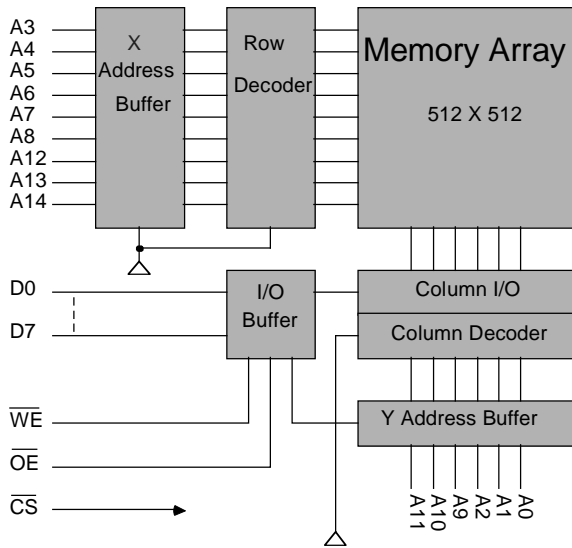 A3
A4
A5
A6
A7
A8
A12
A13
A14
X
Address
Buffer
Row
Decoder
Memory Array
512 X 512
D0
D7
I/O
Buffer
Column I/O
Column Decoder
Y Address Buffer
WE
OE
CS
A11
A10
A9
A2
A1
A0